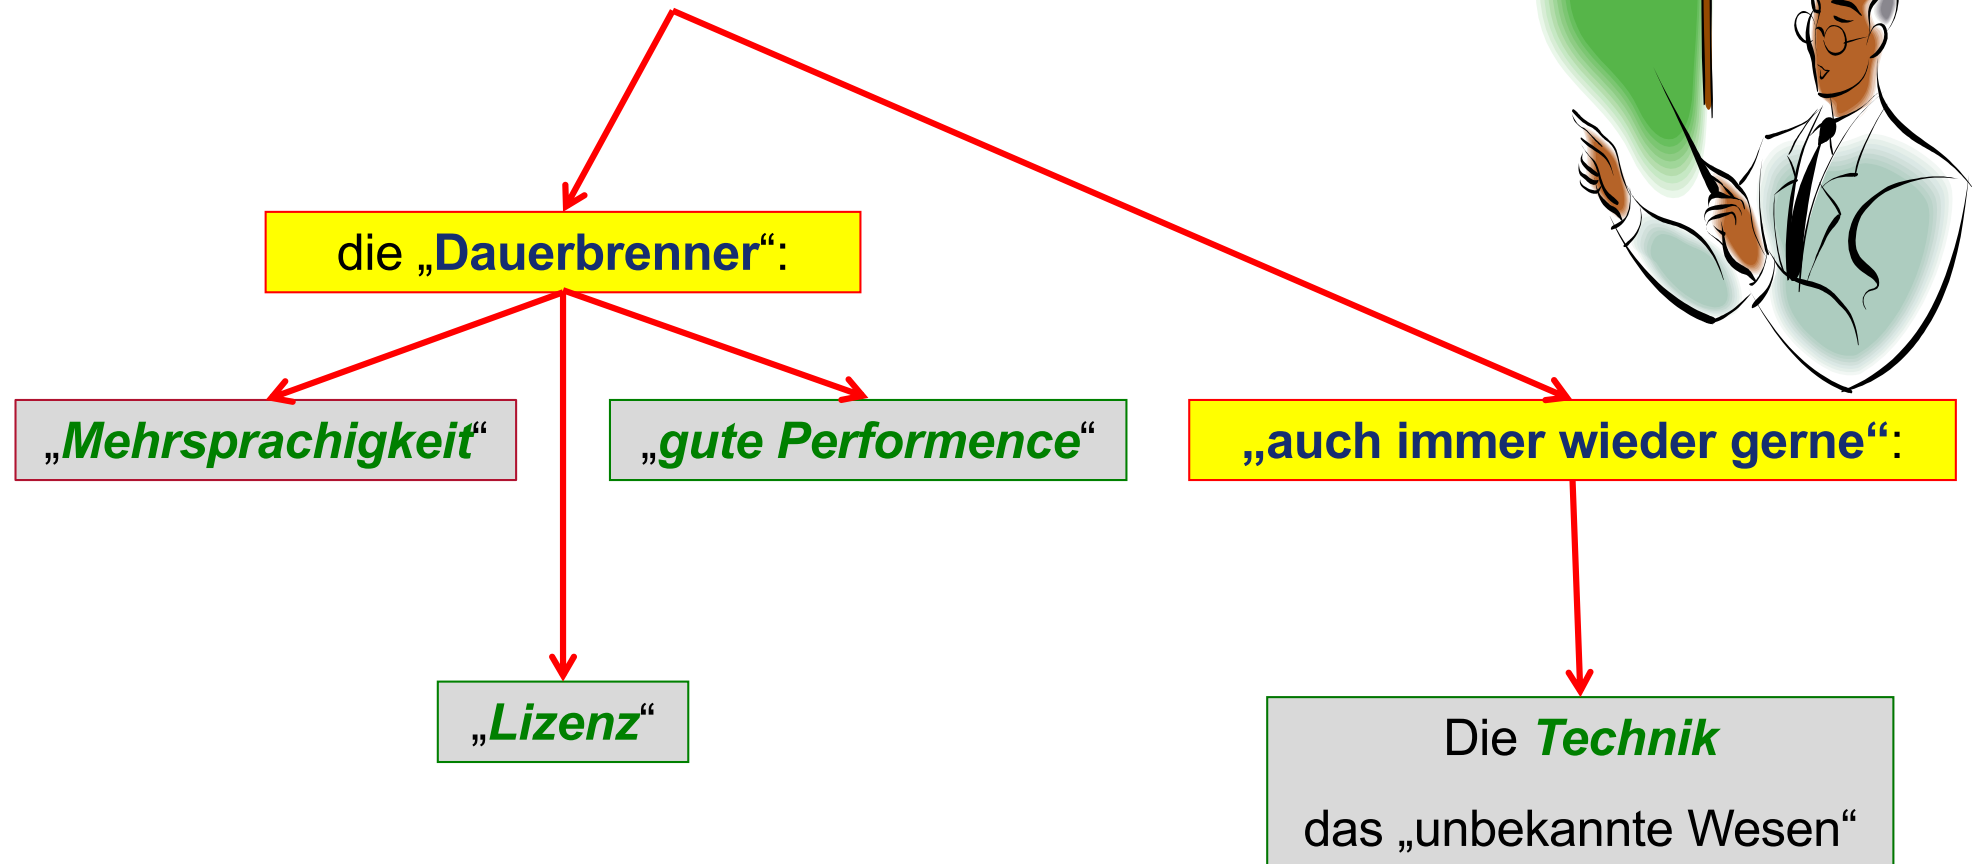 die „Dauerbrenner“:
„Mehrsprachigkeit“
„gute Performence“
„auch immer wieder gerne“:
„Lizenz“
Die Technik
das „unbekannte Wesen“